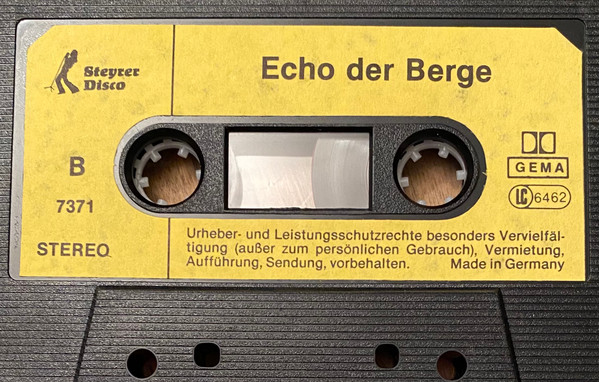 Steyrer
Disco
Echo der Berge
B
7371
STEREO
GEMA
LC 6462
Urheber- und Leistungsschutzrechte besonders Vervielfäl-
tigung (außer zum persönlichen Gebrauch), Vermietung,
Aufführung, Sendung, vorbehalten. Made in Germany